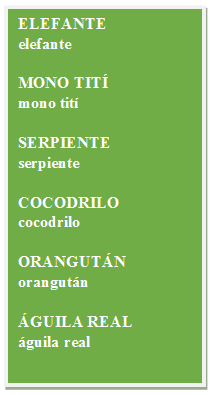 ELEFANTE
elefante
MONO TITÍ
mono tití
SERPIENTE
serpiente
COCODRILO
cocodrilo
ORANGUTÁN
orangután
ÁGUILA REAL
águila real